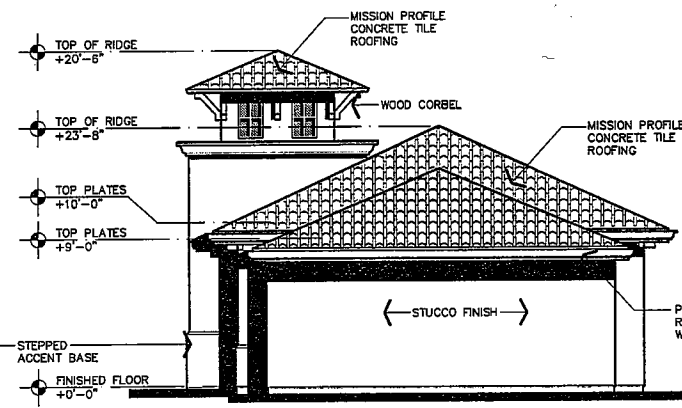 MISSION PROFILE
CONCRETE TILE
ROOFING
TOP OF RIDGE
+20'-6"
WOOD CORBEL
TOP OF RIDGE
+23'-8"
MISSION PROFILE
CONCRETE TILE
ROOFING
TOP PLATES
+10'-0"
TOP PLATES
+9'-0"
STUCCO FINISH
P
R
W
STEPPED
ACCENT BASE
FINISHED FLOOR
+0'-0"